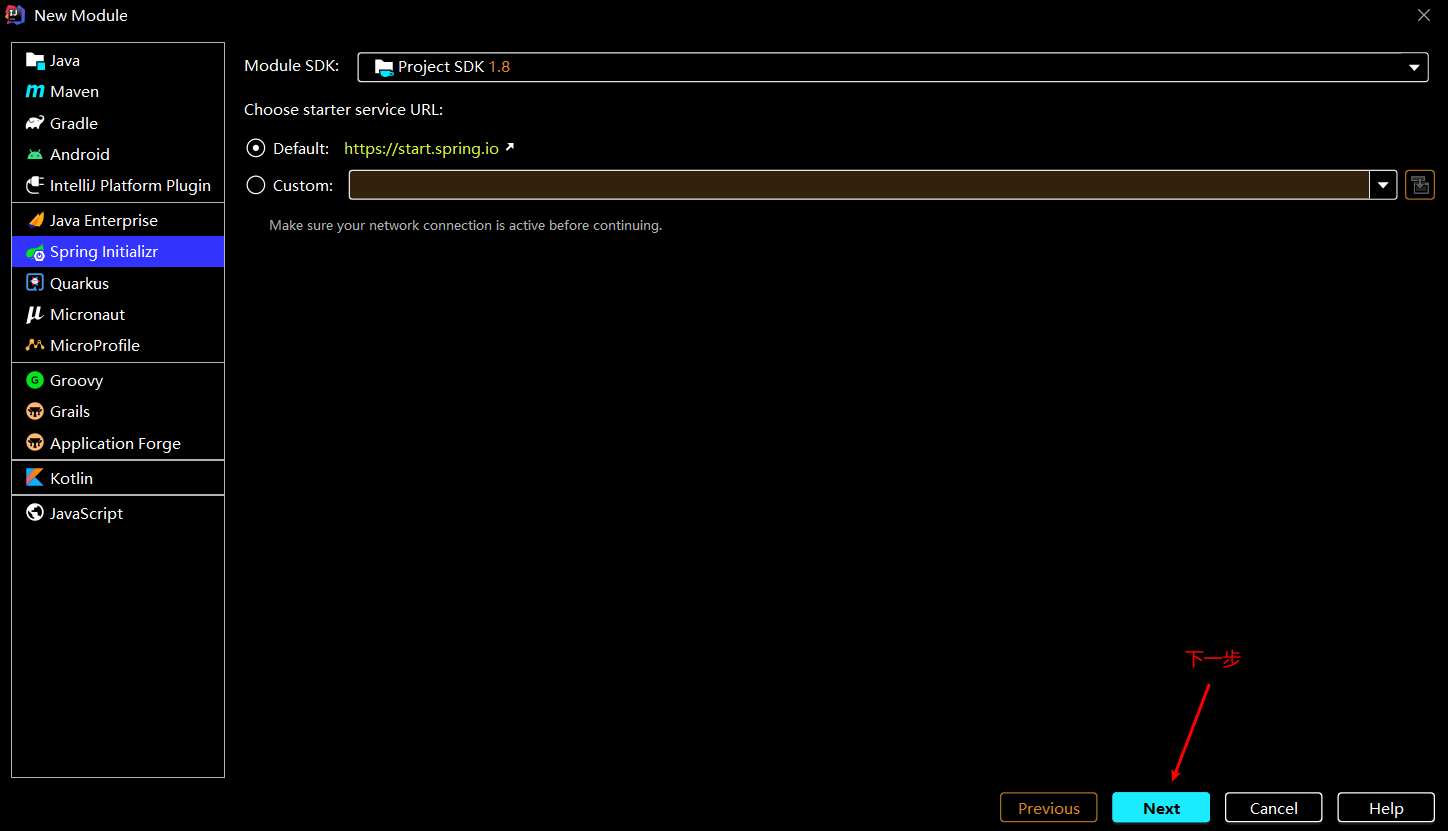 New Module
Java
Maven
Gradle
Android
IntelliJ Platform Plugin
Java Enterprise
Spring Initializr
Quarkus
Micronaut
MicroProfile
Groovy
Grails
Application Forge
Kotlin
JavaScript
Module SDK: Project SDK 1.8
Choose starter service URL:
Default: https://start.spring.io
Custom:
Make sure your network connection is active before continuing.
下一步
Previous Next Cancel Help